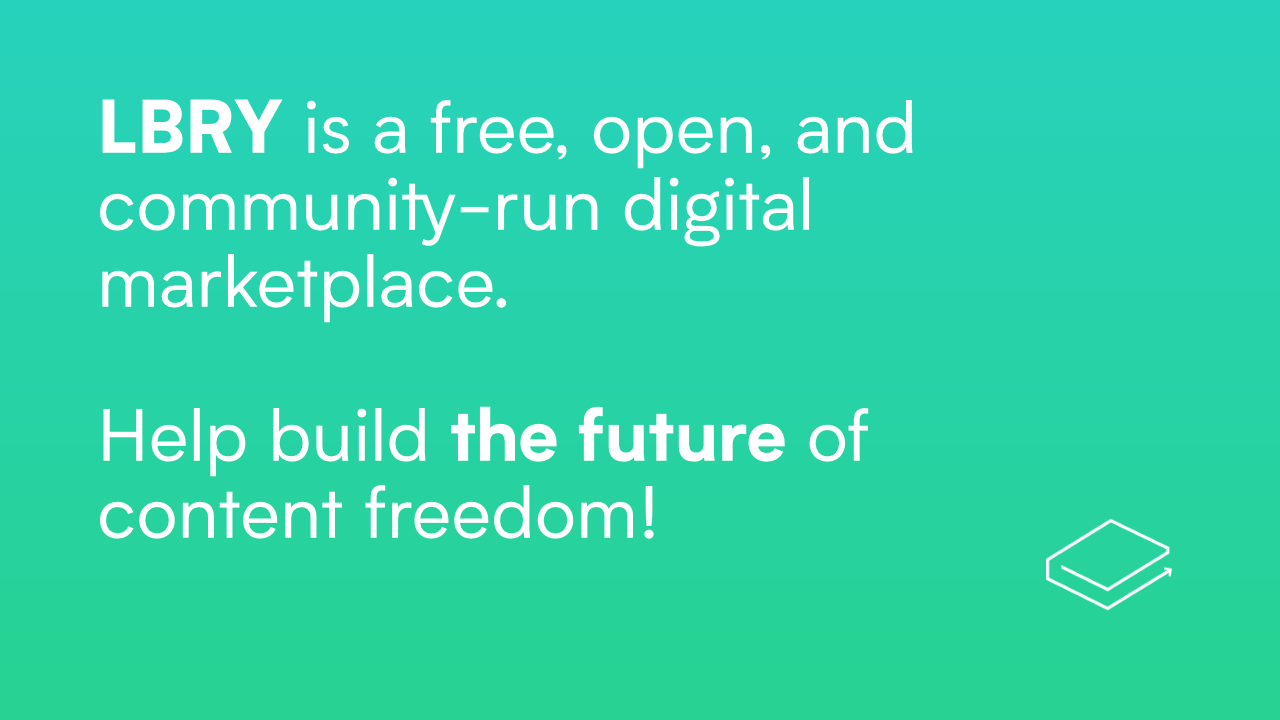 LBRY is a free, open, and
community-run digital
marketplace.
Help build the future of
content freedom!